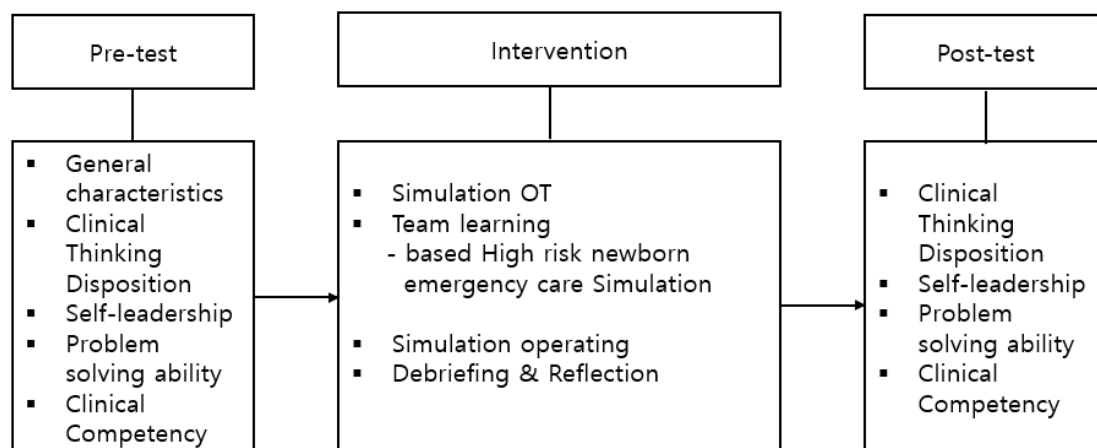 Pre-test
Intervention
Post-test
▪ General
characteristics
▪ Clinical
Thinking
Disposition
▪ Self-leadership
▪ Problem
solving ability
▪ Clinical
Competency
▪ Simulation OT
▪ Team learning
- based High risk newborn
emergency care Simulation
▪ Simulation operating
▪ Debriefing & Reflection
▪ Clinical
Thinking
Disposition
▪ Self-leadership
▪ Problem
solving ability
▪ Clinical
Competency